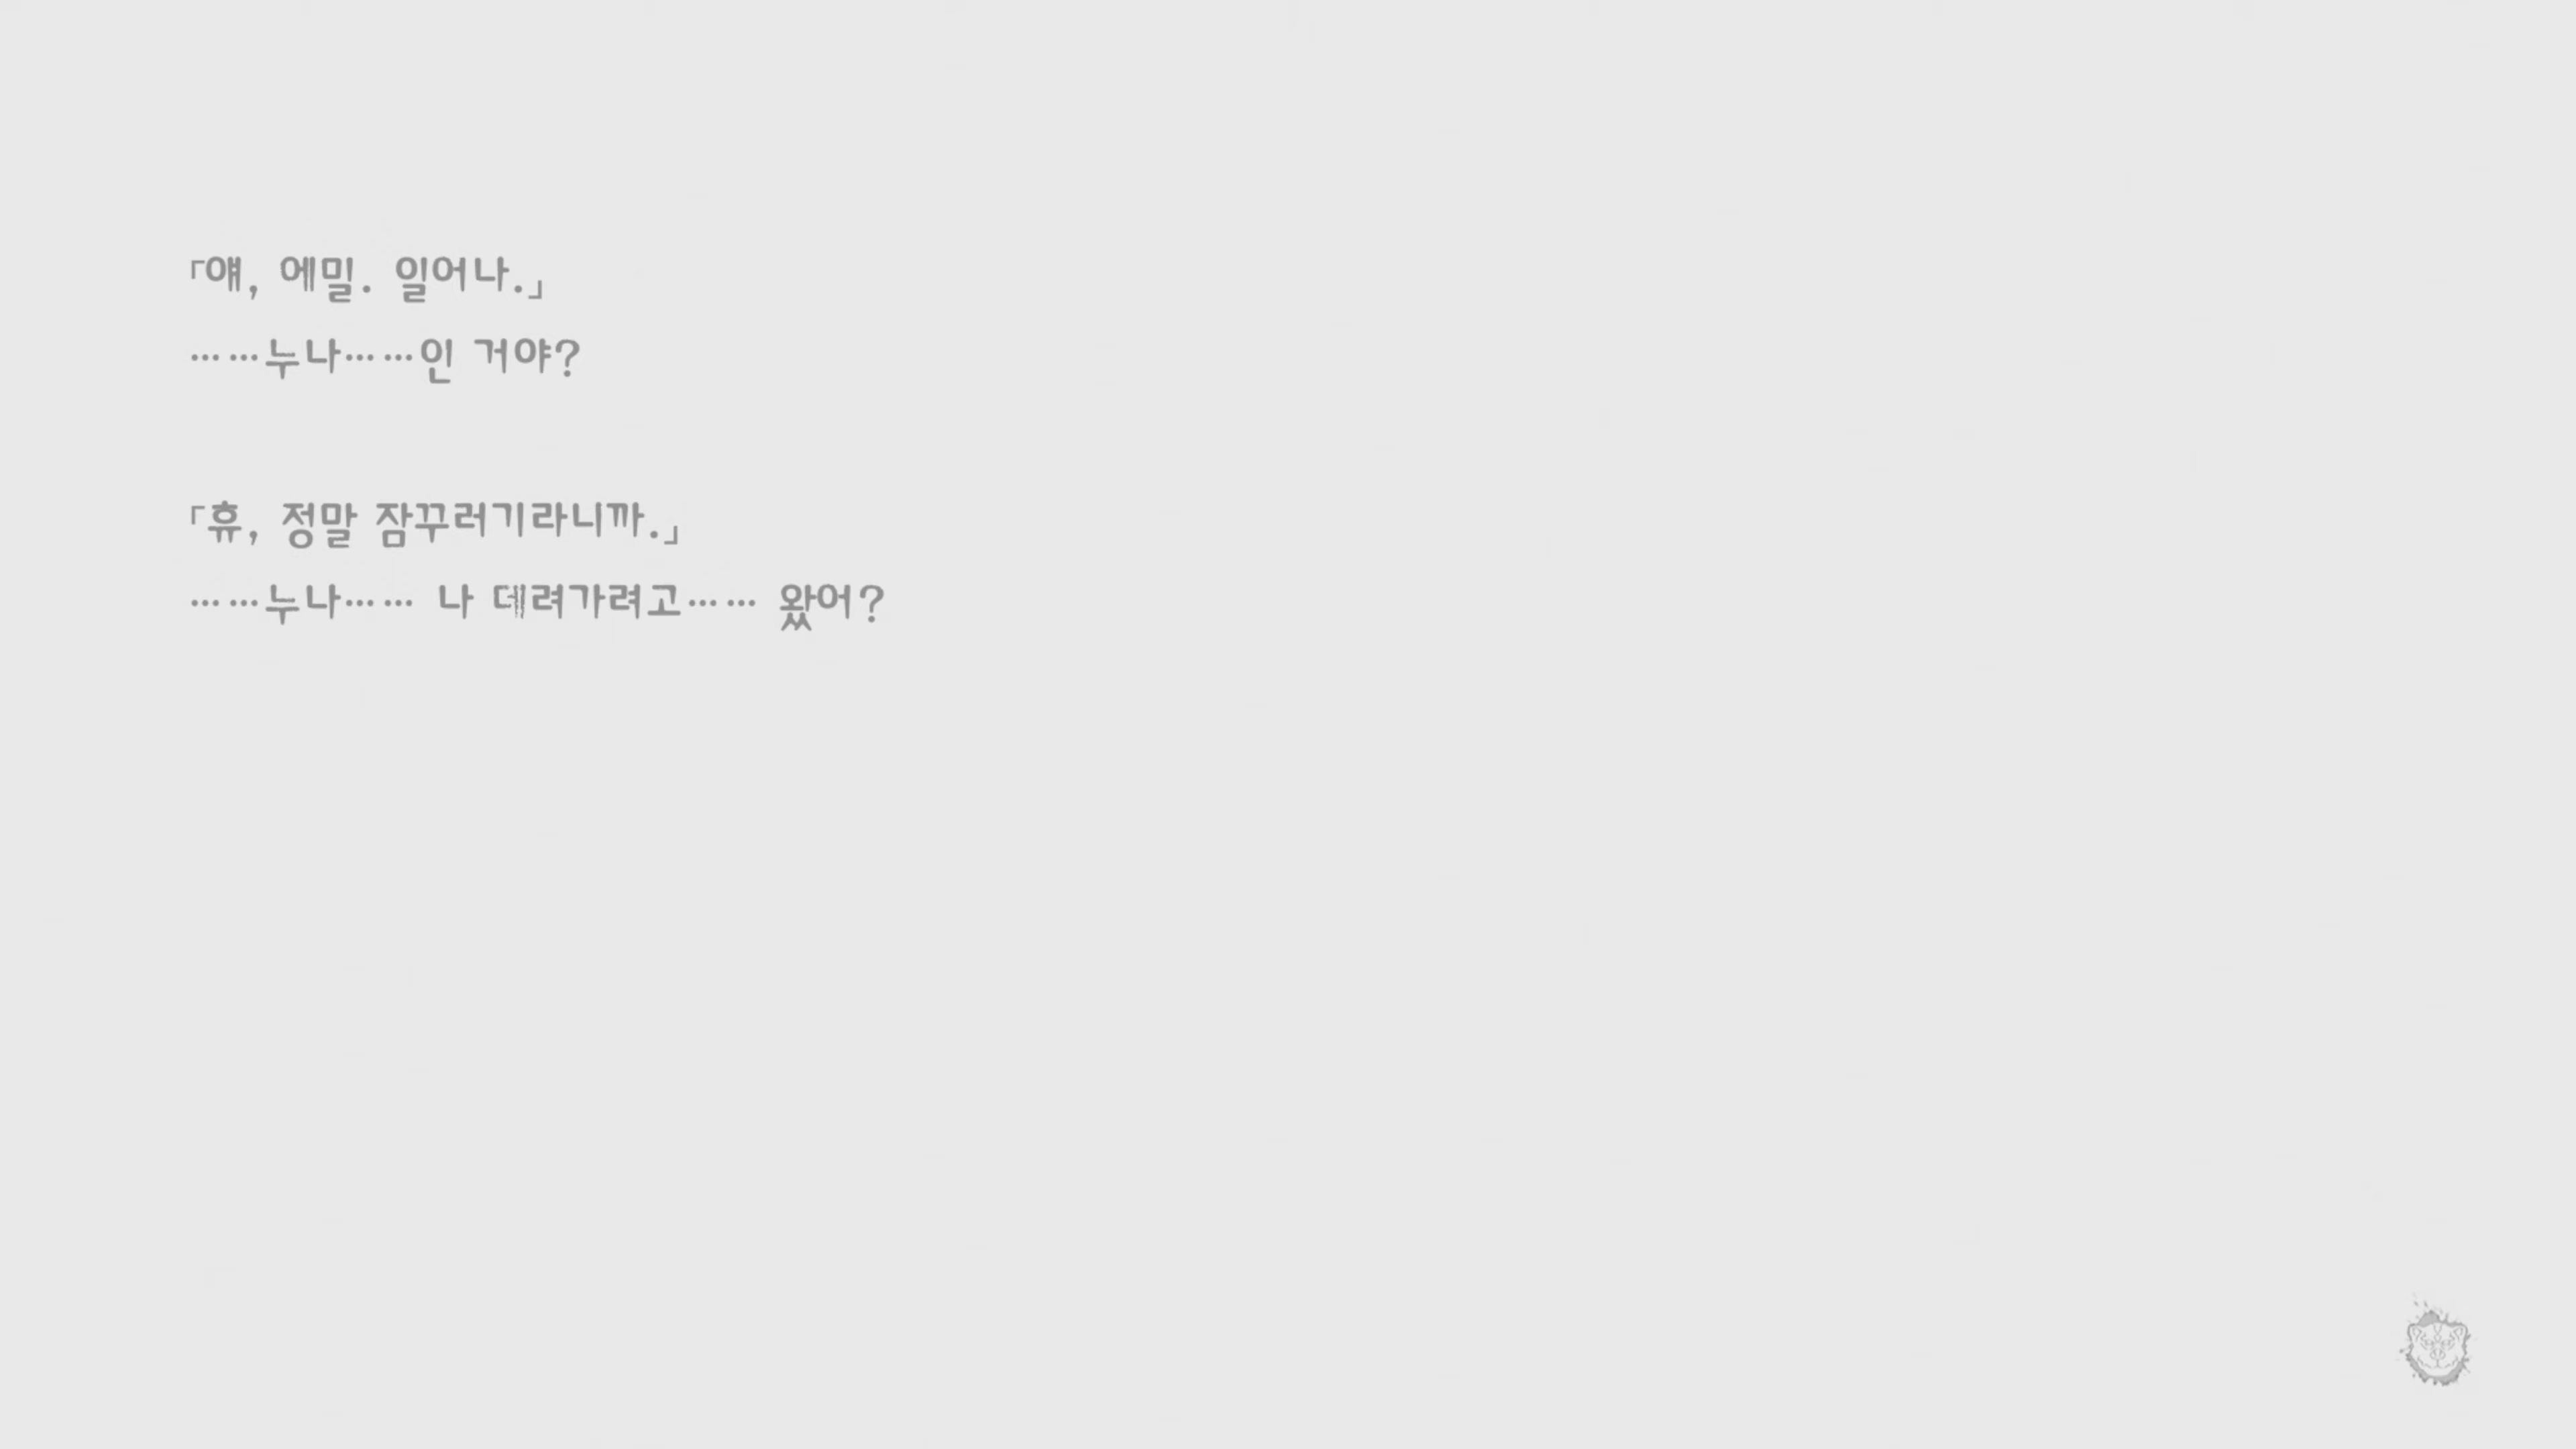 「얘, 에밀. 일어나.」
……누나……인 거야?
「휴, 정말 잠꾸러기라니까.」
……누나…… 나 데려가려고…… 왔어?